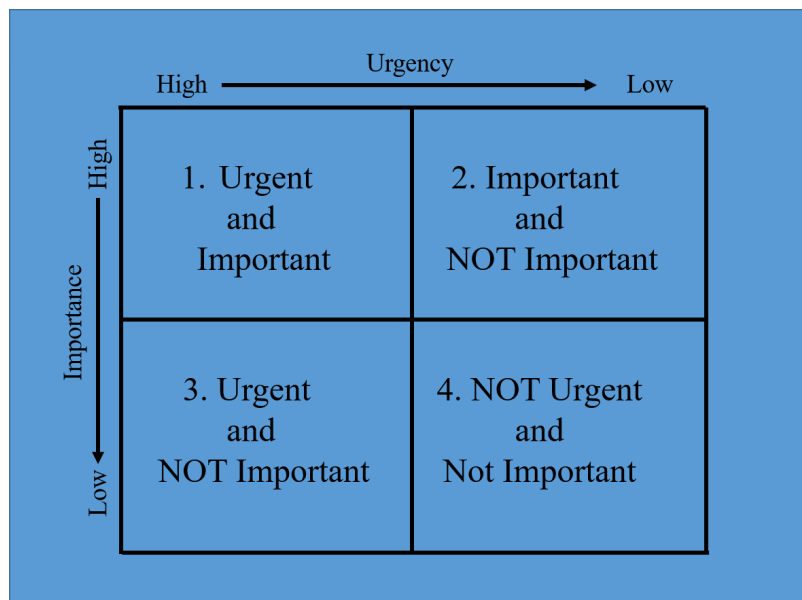 Urgency
High
Low
High
Importance
Low
1. Urgent
and
Important
2. Important
and
NOT Important
3. Urgent
and
NOT Important
4. NOT Urgent
and
Not Important